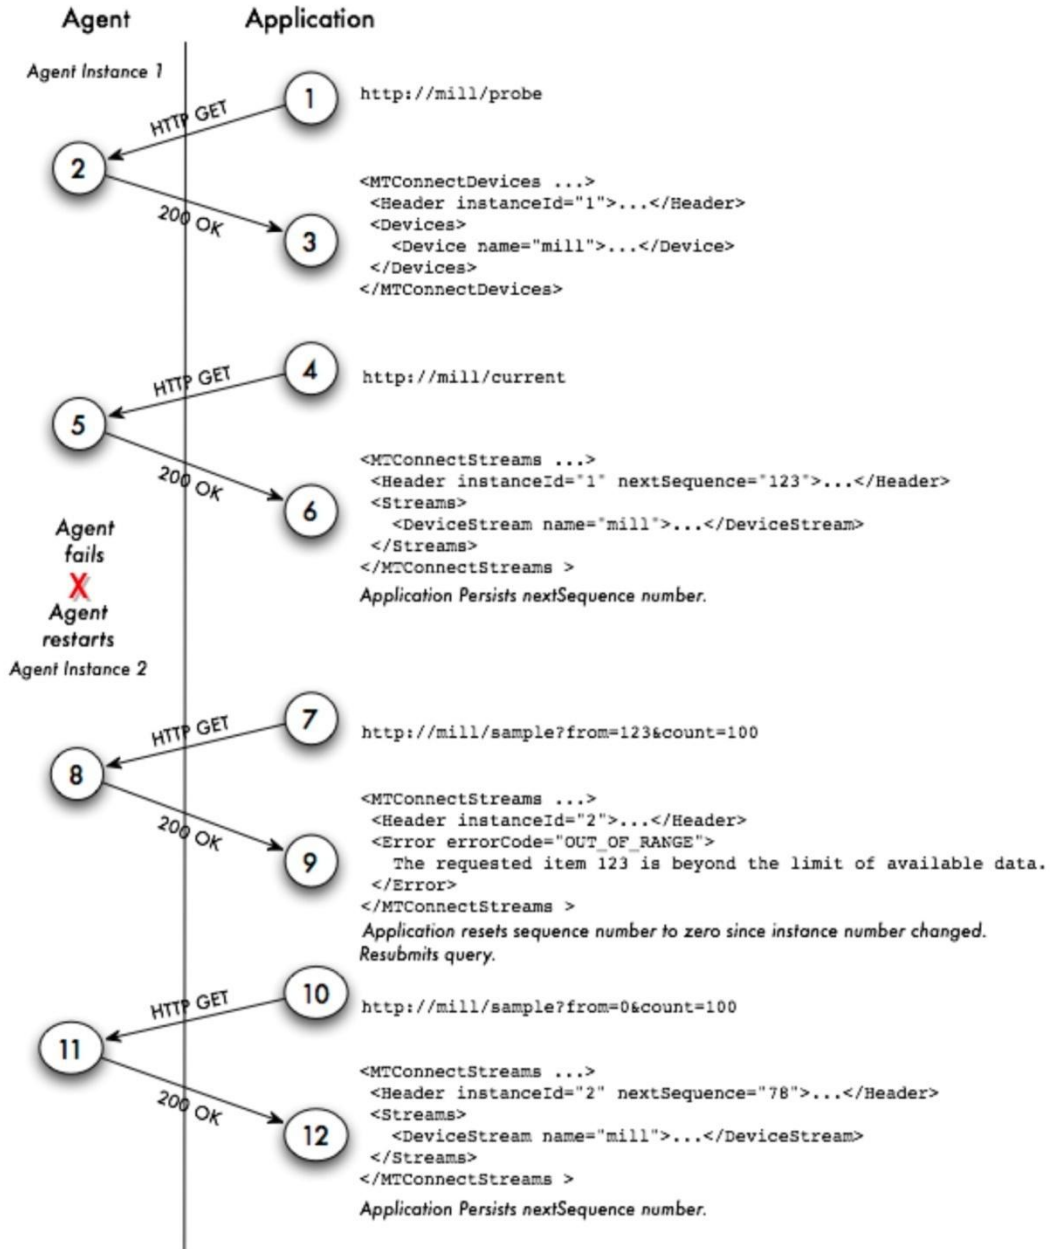 Agent Application
Agent Instance 1
1 http://mill/probe
HTTP GET
2
<MTConnectDevices ...>
<Header instanceId="1">...</Header>
200 OK
<Devices>
3 <Device name="mill">...</Device>
</Devices>
</MTConnectDevices>
4 http://mill/current
HTTP GET
5
<MTConnectStreams ...>
200 OK
<Header instanceId="1" nextSequence="123">...</Header>
<Streams>
6
<DeviceStream name="mill">...</DeviceStream>
</Streams>
</MTConnectStreams >
Application Persists nextSequence number.
Agent
fails
X
Agent
restarts
Agent Instance 2
7 http://mill/sample?from=123&count=100
HTTP GET
8
<MTConnectStreams ...>
<Header instanceId="2">...</Header>
200 OK
<Error errorCode="OUT_OF_RANGE">
9 The requested item 123 is beyond the limit of available data.
</Error>
</MTConnectStreams >
Application resets sequence number to zero since instance number changed.
Resubmits query.
10 http://mill/sample?from=0&count=100
HTTP GET
11
<MTConnectStreams ...>
<Header instanceId="2" nextSequence="78">...</Header>
200 OK
<Streams>
12 <DeviceStream name="mill">...</DeviceStream>
</Streams>
</MTConnectStreams >
Application Persists nextSequence number.